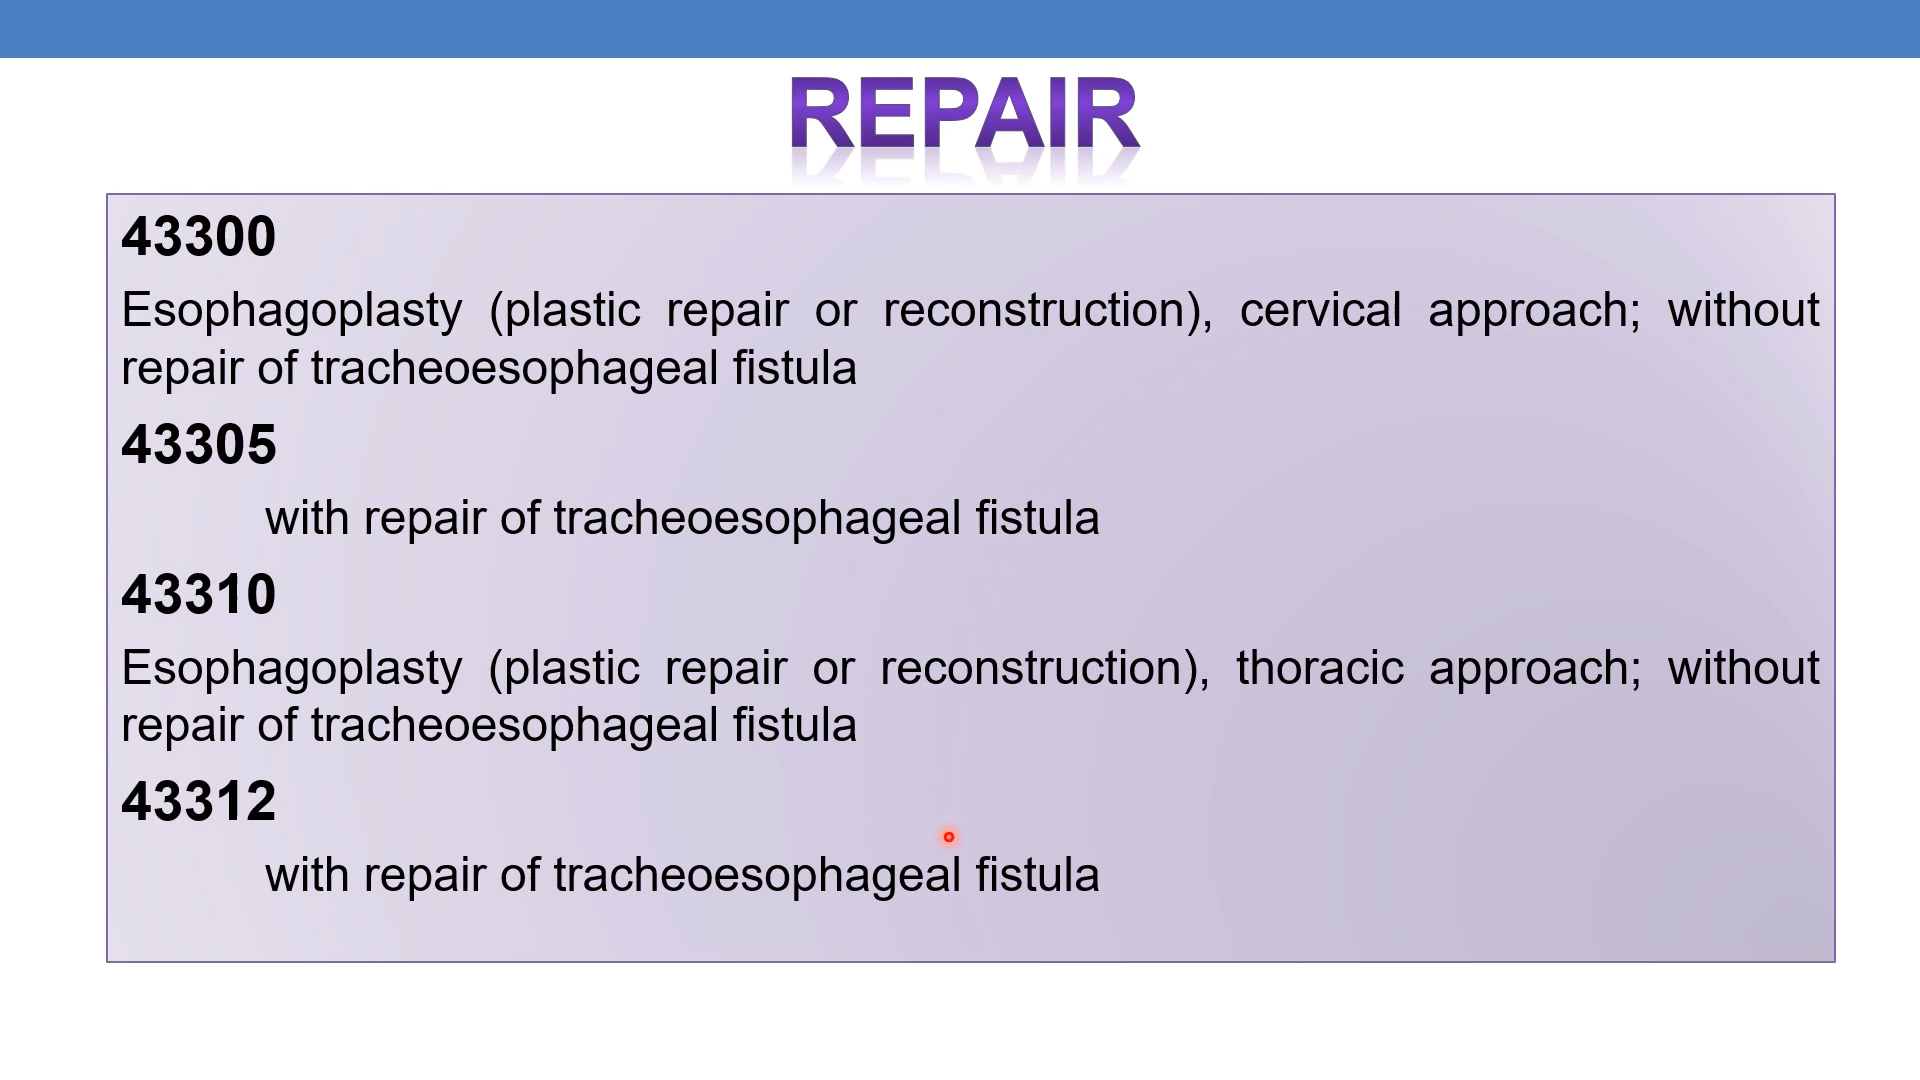 REPAIR
43300
Esophagoplasty (plastic repair or reconstruction), cervical approach; without
repair of tracheoesophageal fistula
43305
with repair of tracheoesophageal fistula
43310
Esophagoplasty (plastic repair or reconstruction), thoracic approach; without
repair of tracheoesophageal fistula
43312
with repair of tracheoesophageal fistula